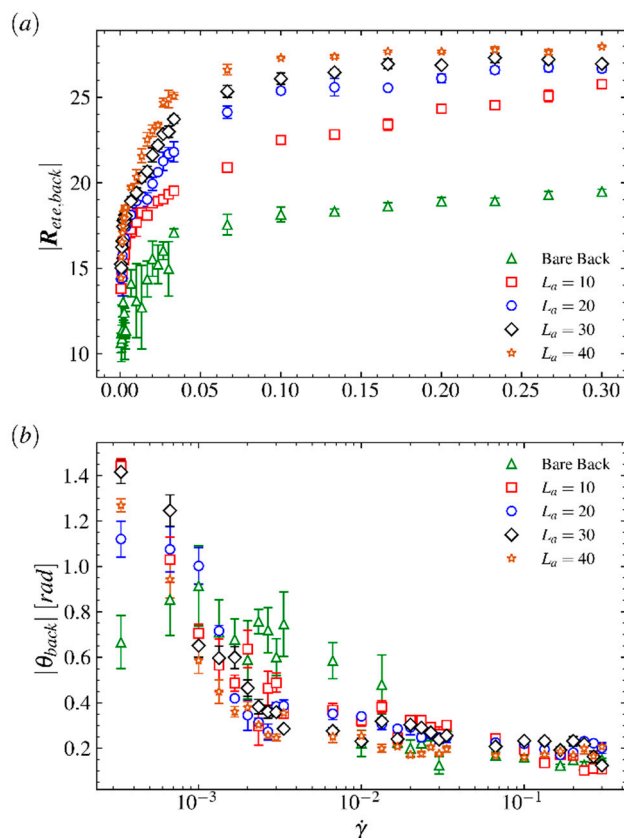 (a)
|R_ete,back|
25
20
15
10
0.00 0.05 0.10 0.15 0.20 0.25 0.30
Bare Back
L_a = 10
L_a = 20
L_a = 30
L_a = 40
(b)
|θ_back| [rad]
1.4
1.2
1.0
0.8
0.6
0.4
0.2
10⁻³ 10⁻² 10⁻¹
γ̇
Bare Back
L_a = 10
L_a = 20
L_a = 30
L_a = 40